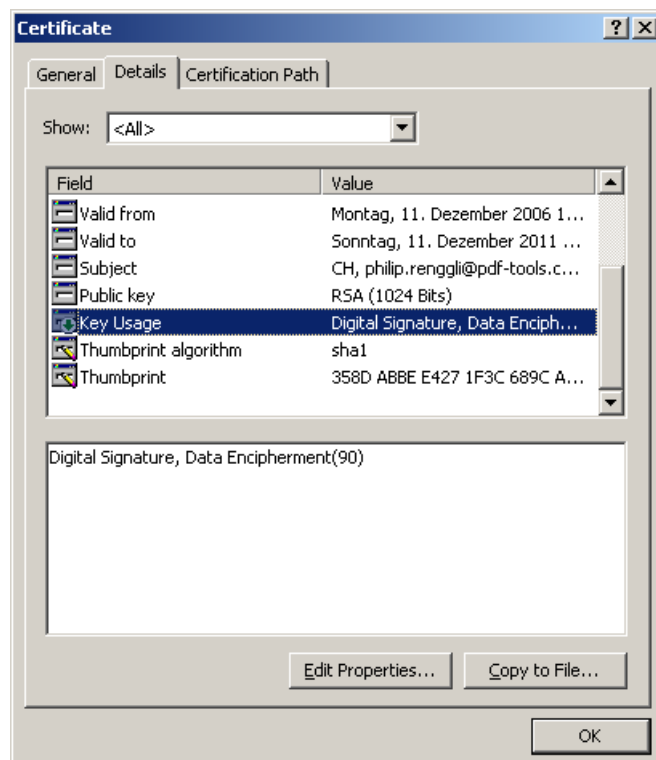 Certificate
General Details Certification Path
Show: <All>
Field Value
Valid from Montag, 11. Dezember 2006 1...
Valid to Sonntag, 11. Dezember 2011 ...
Subject CH, philip.renggli@pdf-tools.c...
Public key RSA (1024 Bits)
Key Usage Digital Signature, Data Enciph...
Thumbprint algorithm sha1
Thumbprint 358D ABBE E427 1F3C 689C A...
Digital Signature, Data Encipherment(90)
Edit Properties... Copy to File...
OK